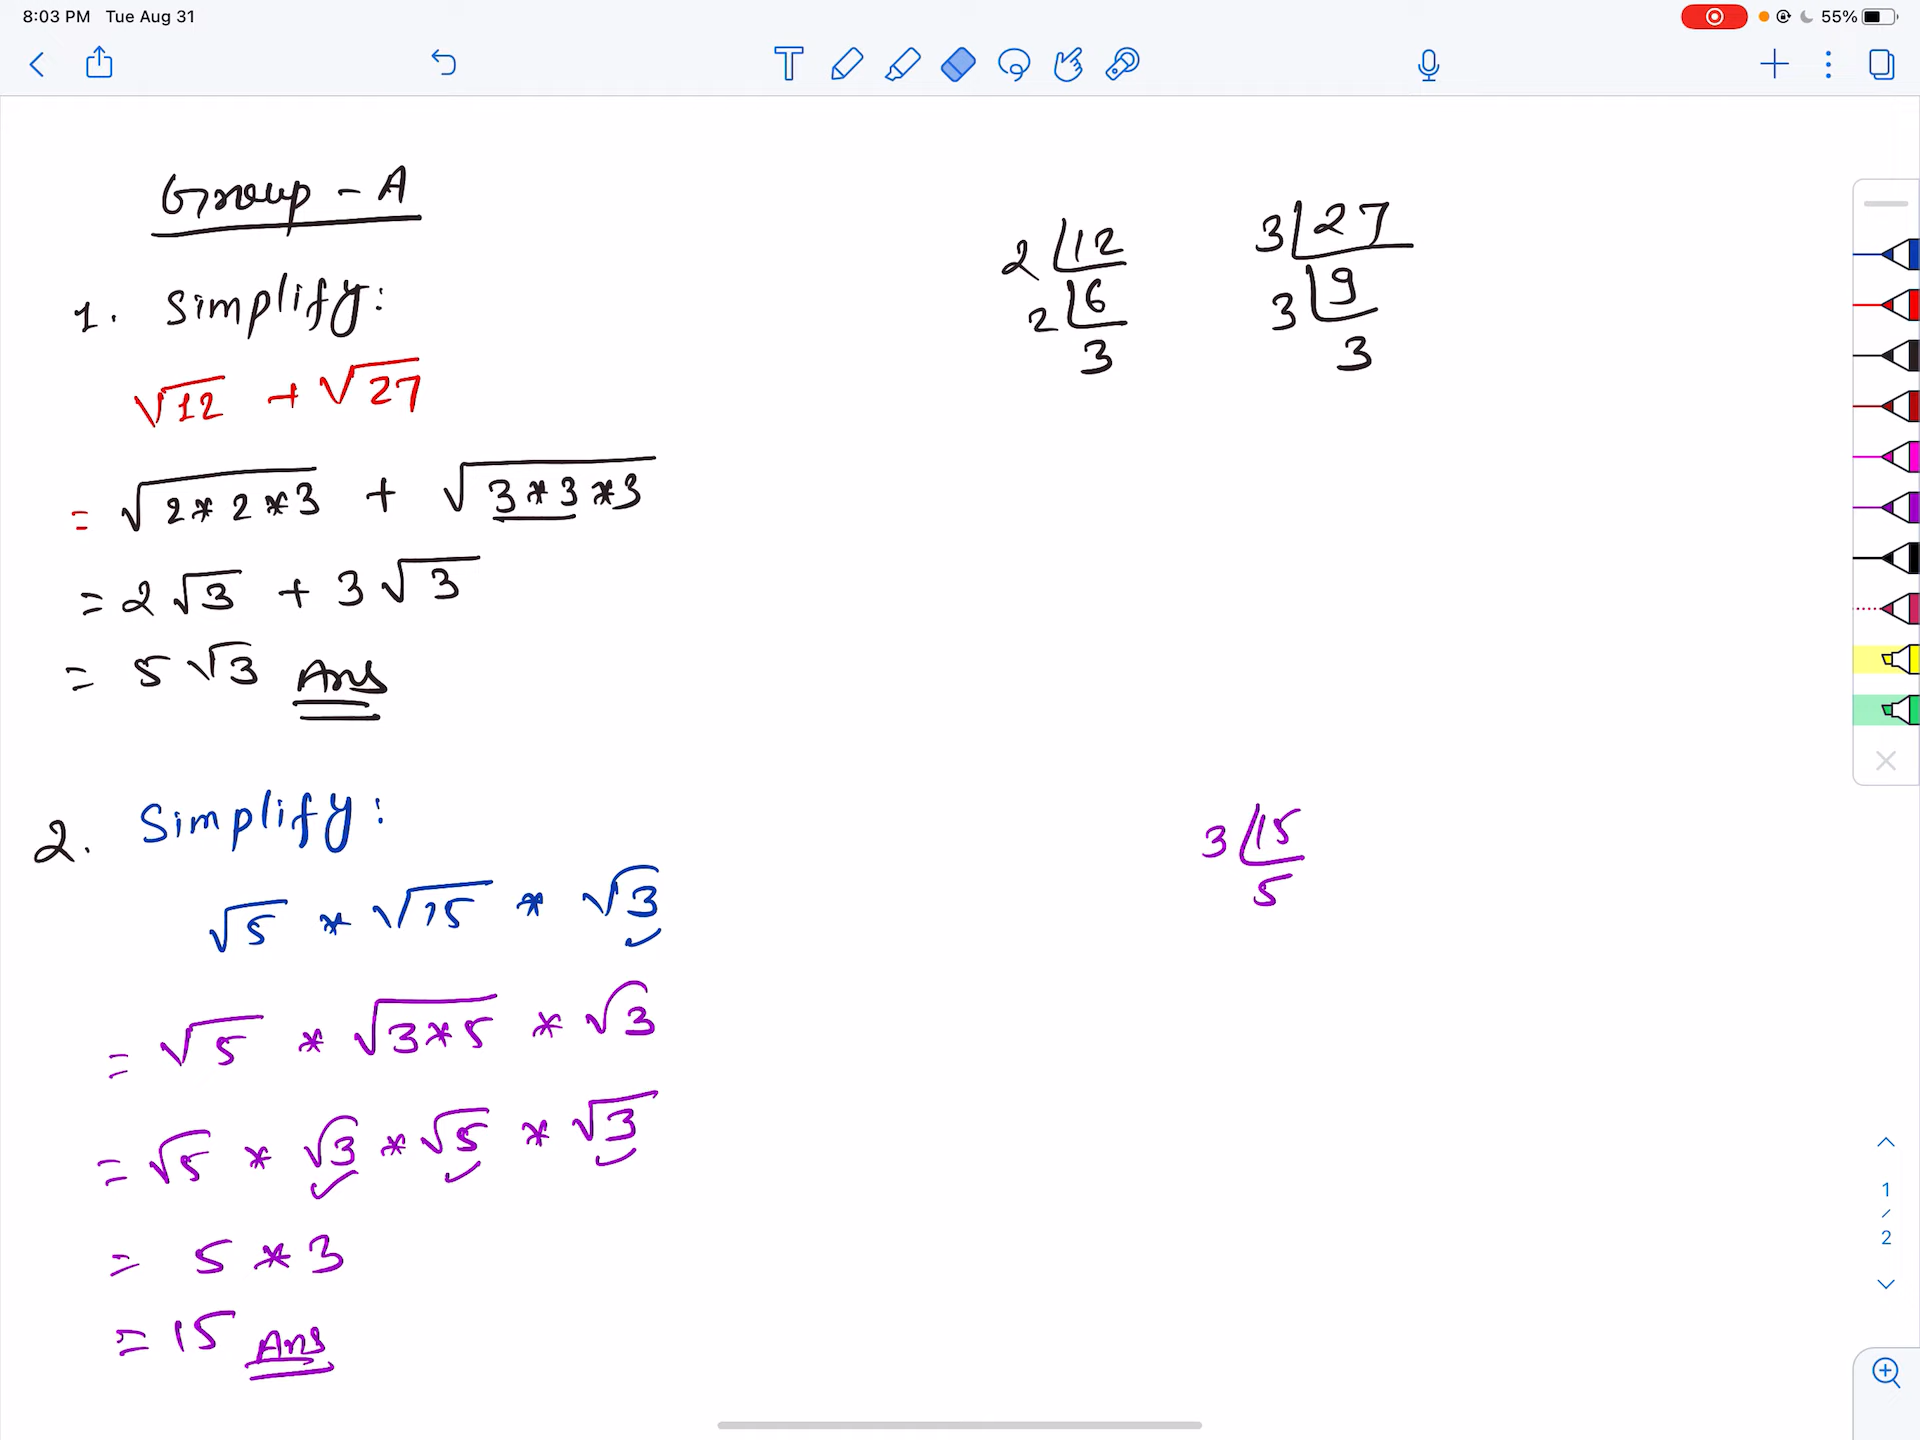 8:03 PM Tue Aug 31
55%
T
Group - A
1. Simplify:
√12 + √27
= √2*2*3 + √3*3*3
= 2√3 + 3√3
= 5√3 Ans
2 12
2 6
3
3 27
3 9
3
2. Simplify:
√5 * √15 * √3
= √5 * √3*5 * √3
= √5 * √3 * √5 * √3
= 5 * 3
= 15 Ans
3 15
5
1
/
2